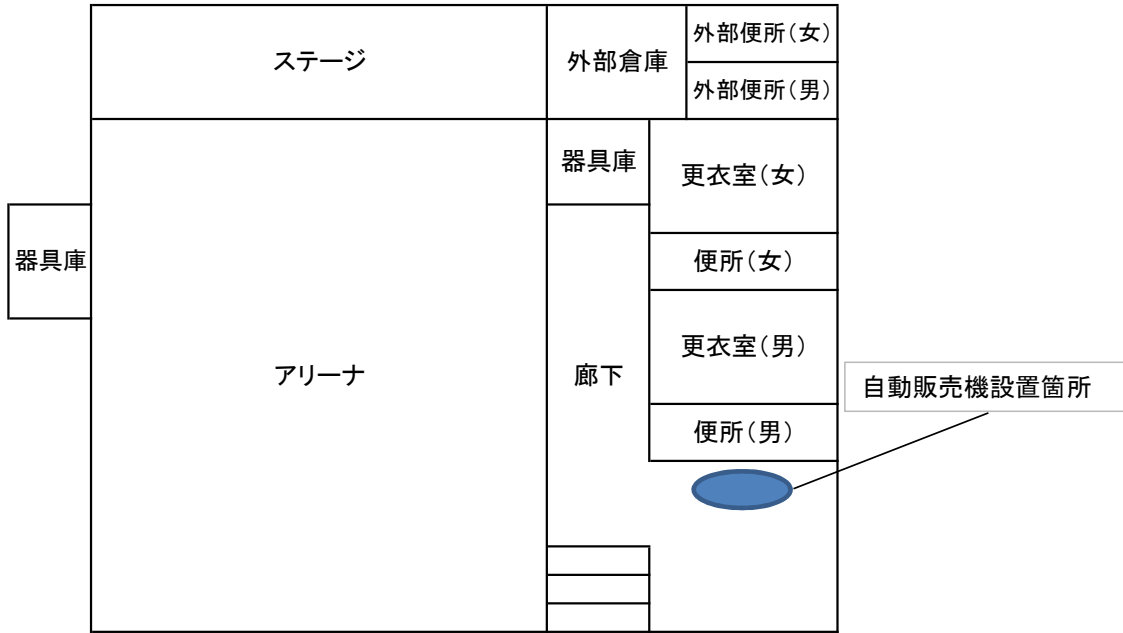 ステージ
外部倉庫
外部便所(女)
外部便所(男)
器具庫
更衣室(女)
器具庫
便所(女)
更衣室(男)
アリーナ
廊下
自動販売機設置箇所
便所(男)